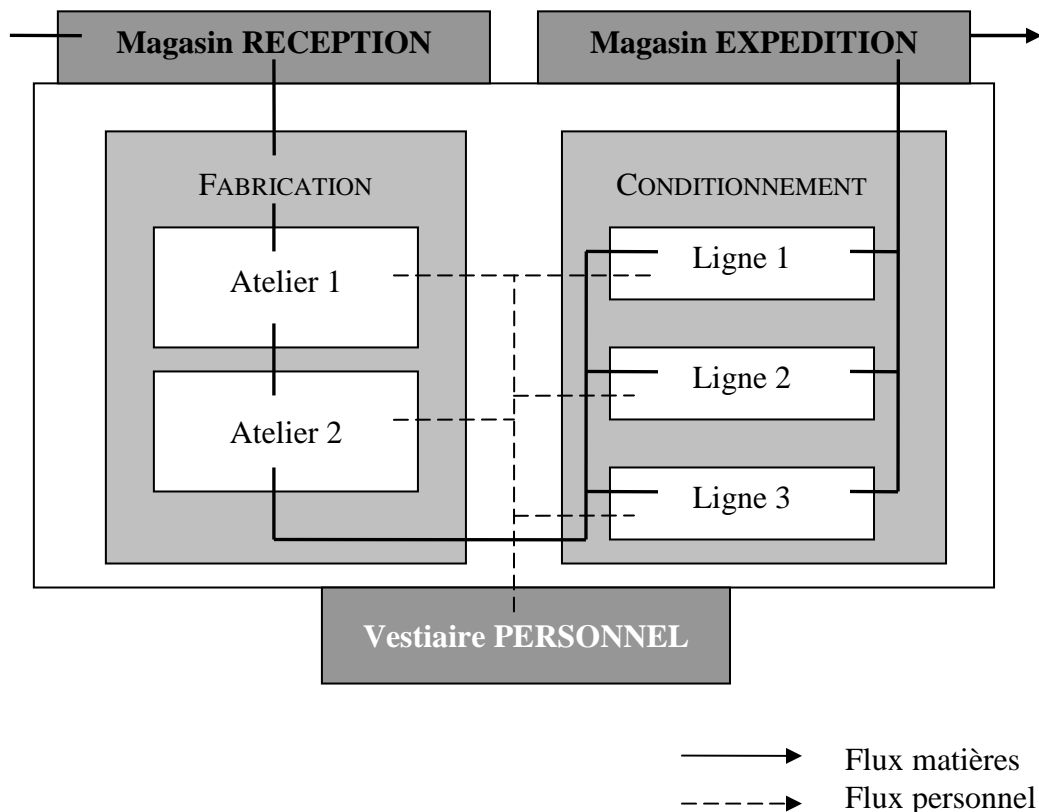 Magasin RECEPTION
Magasin EXPEDITION
FABRICATION
CONDITIONNEMENT
Atelier 1
Ligne 1
Atelier 2
Ligne 2
Ligne 3
Vestiaire PERSONNEL
Flux matières
Flux personnel